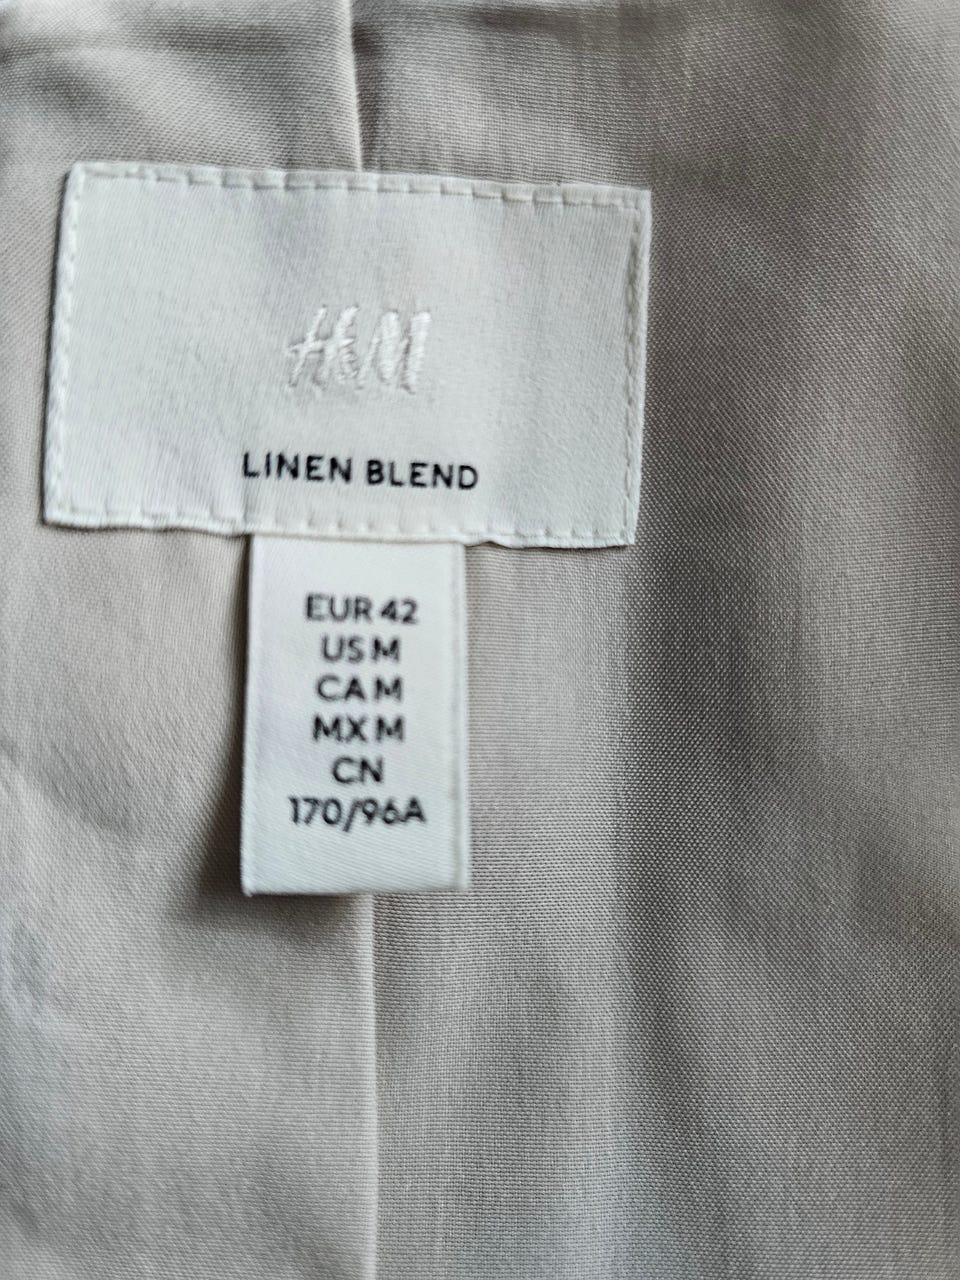 H&M
LINEN BLEND
EUR 42
US M
CA M
MX M
CN
170/96A